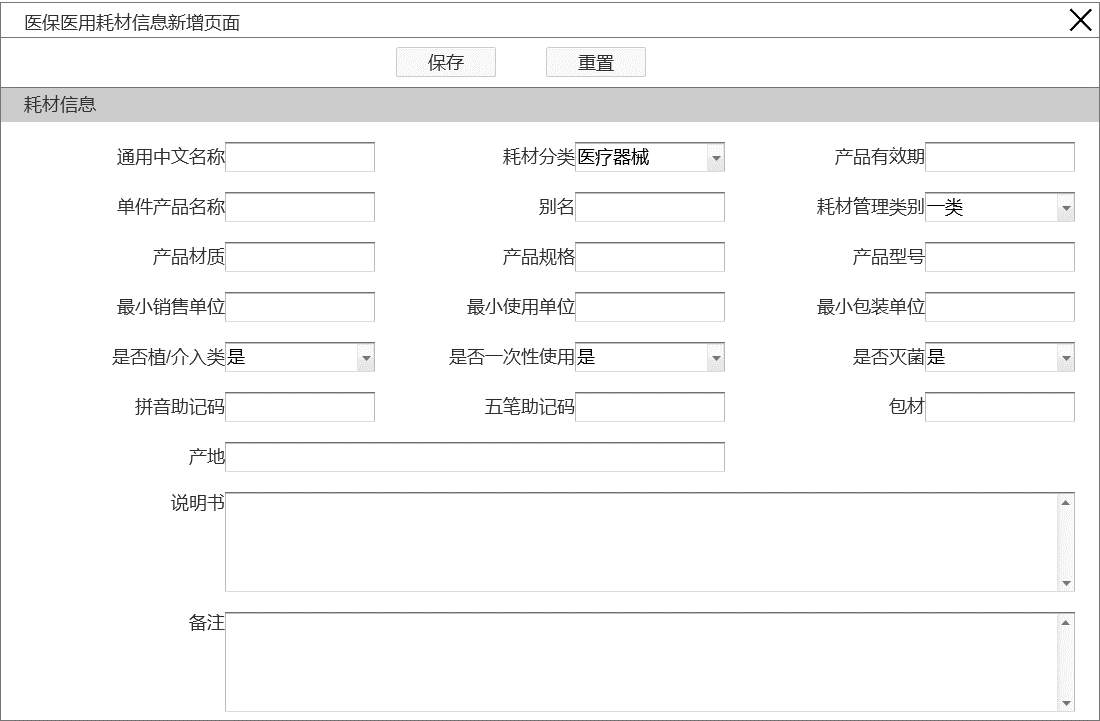 医保医用耗材信息新增页面
保存 重置
耗材信息
通用中文名称 耗材分类 医疗器械 产品有效期
单件产品名称 别名 耗材管理类别 一类
产品材质 产品规格 产品型号
最小销售单位 最小使用单位 最小包装单位
是否植/介入类 是 是否一次性使用 是 是否灭菌 是
拼音助记码 五笔助记码 包材
产地
说明书
备注